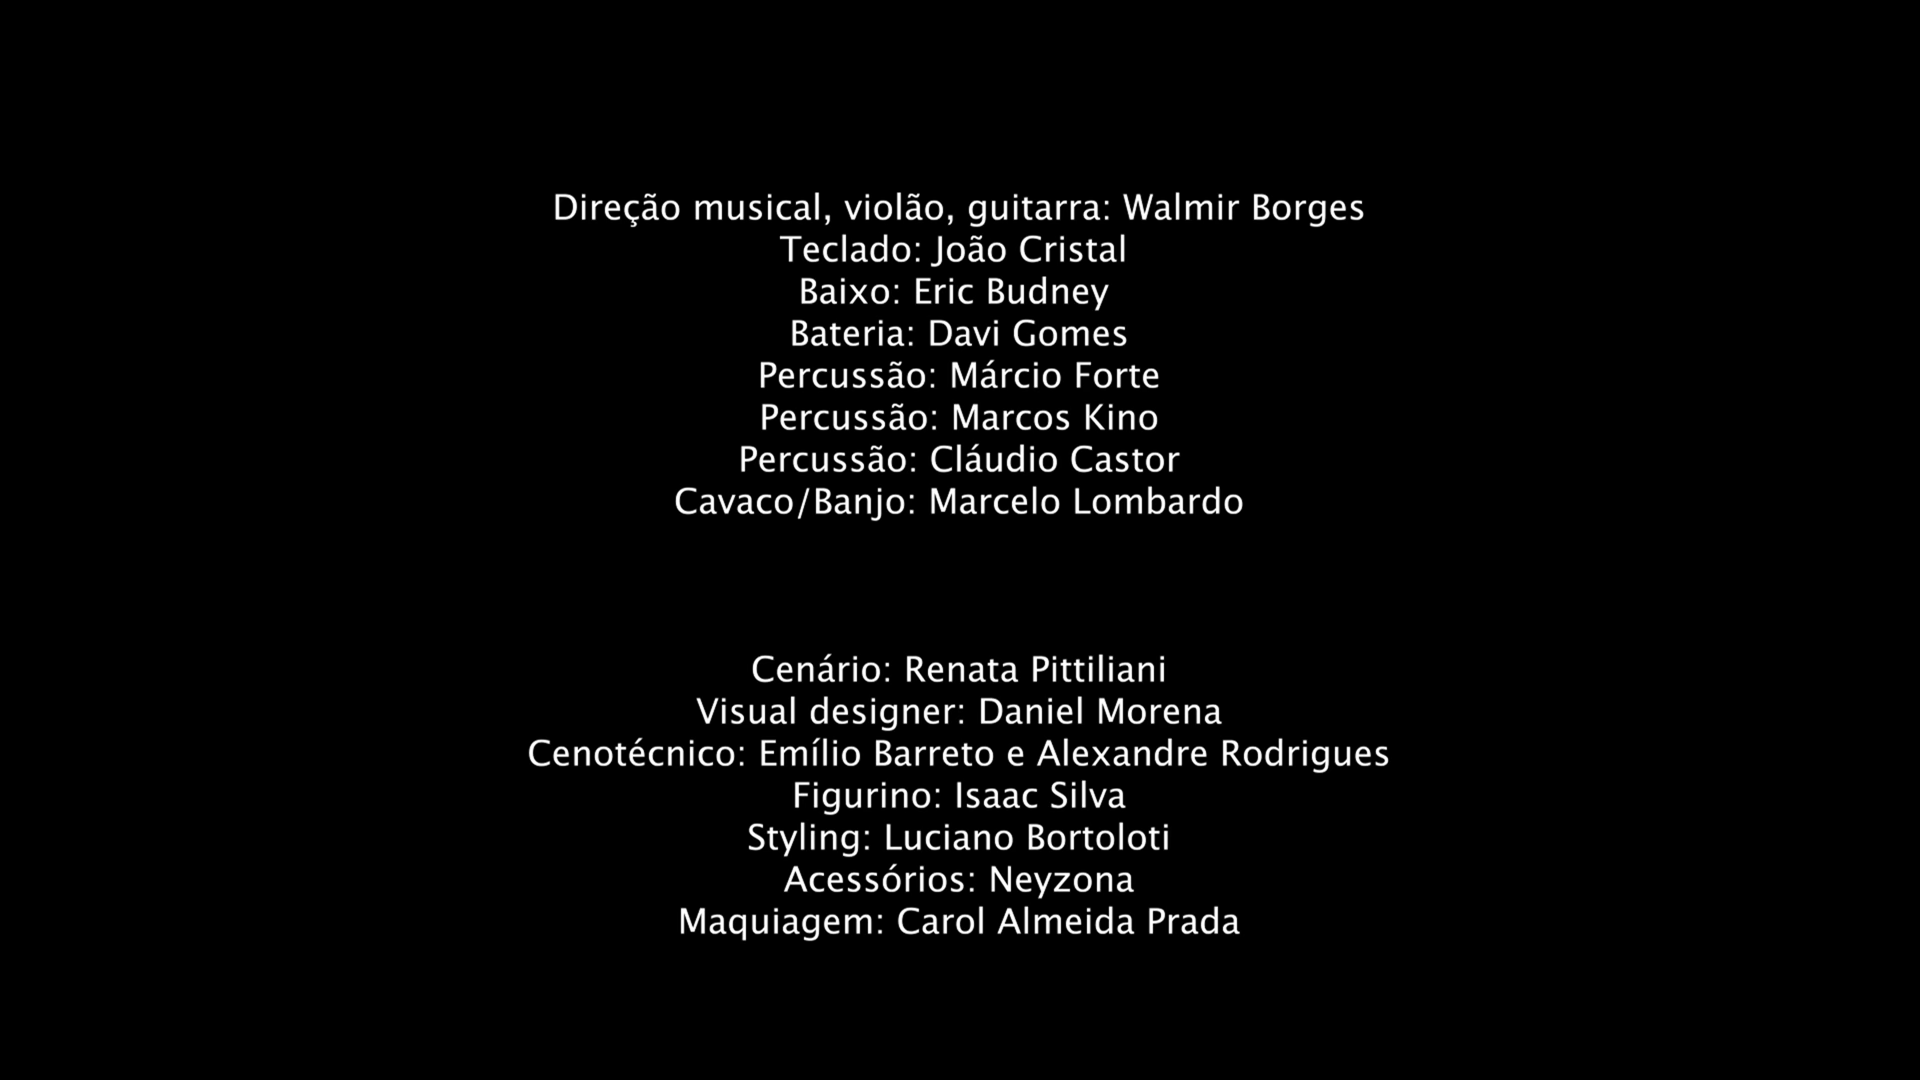 Direção musical, violão, guitarra: Walmir Borges
Teclado: João Cristal
Baixo: Eric Budney
Bateria: Davi Gomes
Percussão: Márcio Forte
Percussão: Marcos Kino
Percussão: Cláudio Castor
Cavaco/Banjo: Marcelo Lombardo
Cenário: Renata Pittiliani
Visual designer: Daniel Morena
Cenotécnico: Emílio Barreto e Alexandre Rodrigues
Figurino: Isaac Silva
Styling: Luciano Bortoloti
Acessórios: Neyzona
Maquiagem: Carol Almeida Prada